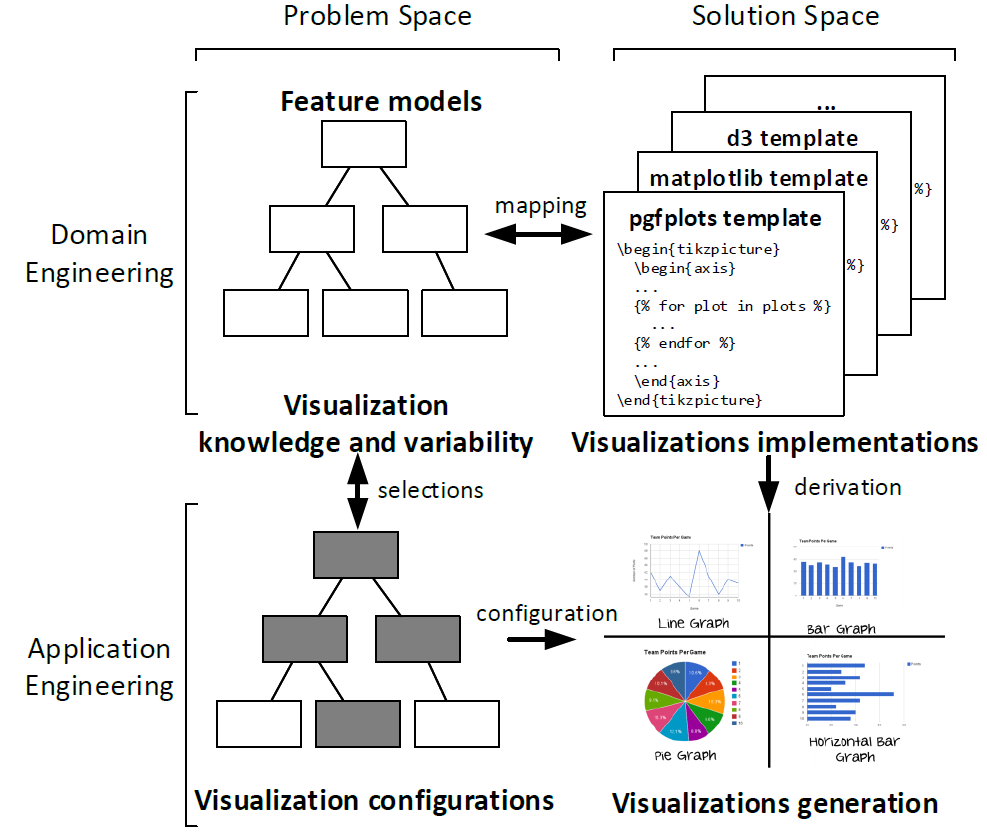 Problem Space
Solution Space
Domain
Engineering
Feature models
mapping
...
d3 template
matplotlib template
%}
pgfplots template
%}
\begin{tikzpicture}
\begin{axis}
%}
...
{% for plot in plots %}
...
{% endfor %}
...
\end{axis}
\end{tikzpicture}
Visualization
knowledge and variability
Visualizations implementations
selections
derivation
Application
Engineering
configuration
Team Points Per Game
Line Graph
Team Points Per Game
Bar Graph
Team Points Per Game
Pie Graph
Team Points Per Game
Horizontal Bar
Graph
Visualization configurations
Visualizations generation